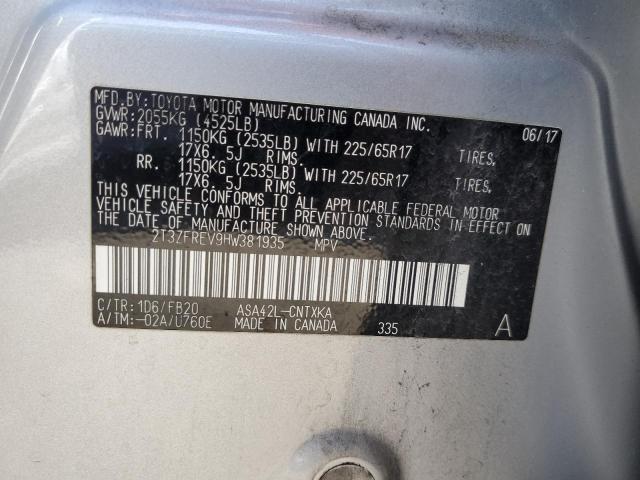 MFD. BY: TOYOTA MOTOR MANUFACTURING CANADA INC.
GVWR: 2055KG (4525LB) 06/17
GAWR: FRT. 1150KG (2535LB) WITH 225/65R17 TIRES,
17X6. 5J RIMS.
RR. 1150KG (2535LB) WITH 225/65R17 TIRES,
17X6. 5J RIMS.
THIS VEHICLE CONFORMS TO ALL APPLICABLE FEDERAL MOTOR
VEHICLE SAFETY AND THEFT PREVENTION STANDARDS IN EFFECT ON
THE DATE OF MANUFACTURE SHOWN ABOVE.
2T3ZFREV9HW381935 MPV
C/TR: 1D6/FB20 ASA42L-CNTXKA
A/TM: -02A/U760E MADE IN CANADA 335 A